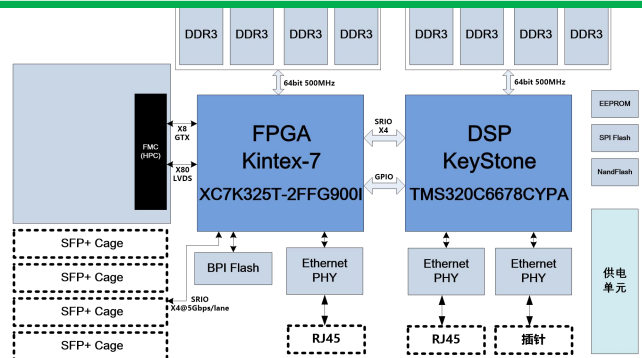 DDR3
DDR3
DDR3
DDR3
DDR3
DDR3
DDR3
DDR3
64bit 500MHz
64bit 500MHz
FMC
(HPC)
X8
GTX
X80
LVDS
FPGA
Kintex-7
XC7K325T-2FFG900I
SRIO
X4
GPIO
DSP
KeyStone
TMS320C6678CYPA
EEPROM
SPI Flash
NandFlash
SFP+ Cage
SFP+ Cage
SFP+ Cage
SFP+ Cage
SRIO
X4@5Gbps/lane
BPI Flash
Ethernet
PHY
Ethernet
PHY
Ethernet
PHY
RJ45
RJ45
插针
供电
单元